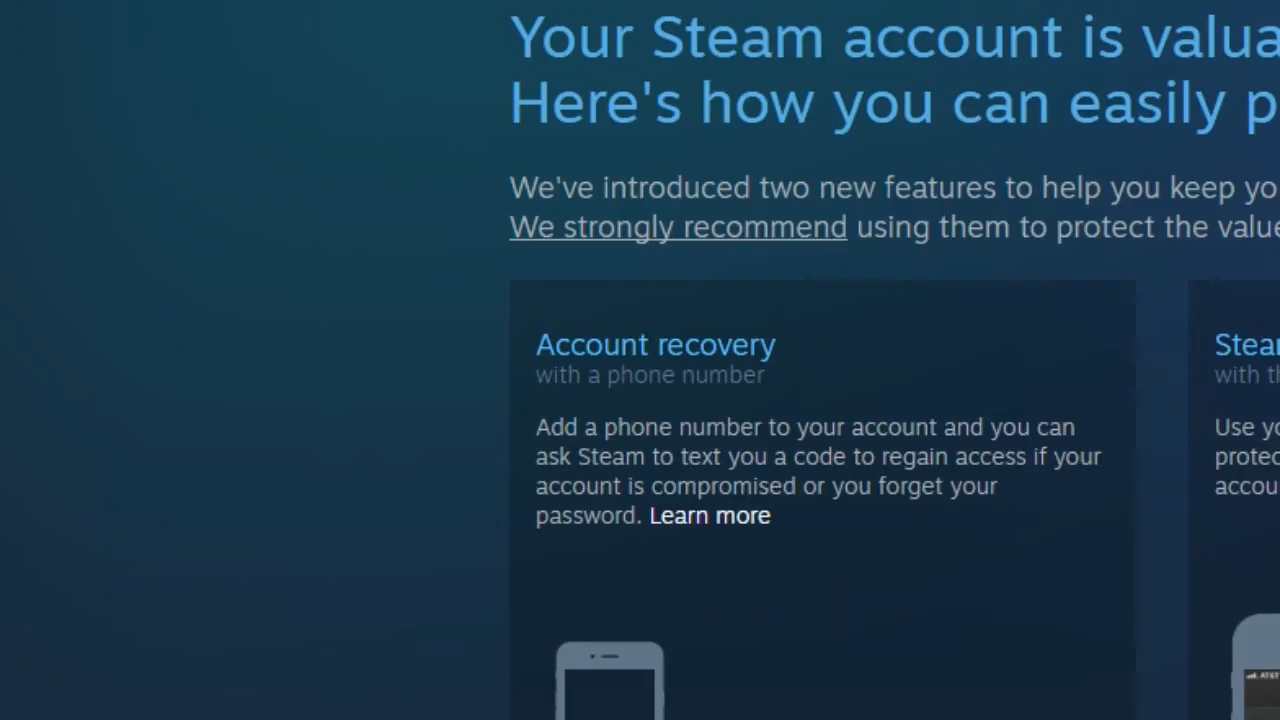 Your Steam account is
Here's how you can easily
We've introduced two new features to help you keep
We strongly recommend using them to protect the
Account recovery
with a phone number
Add a phone number to your account and you can
ask Steam to text you a code to regain access if your
account is compromised or you forget your
password. Learn more
with
Use
AT&T